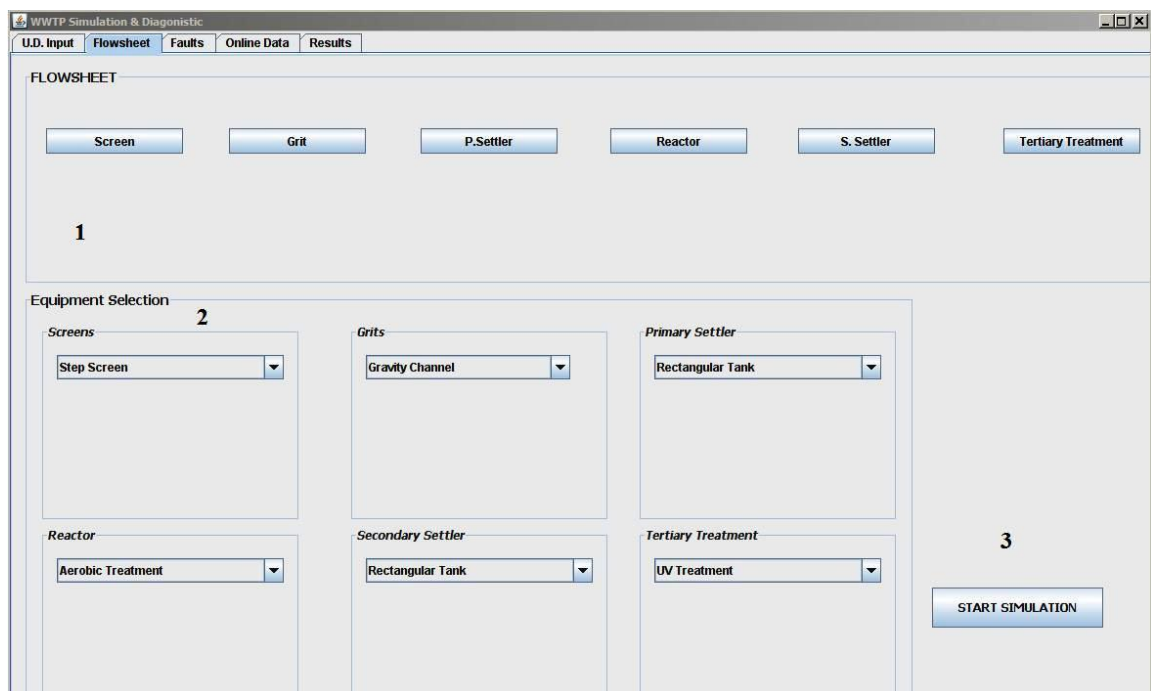 WWTP Simulation & Diagonistic
U.D. Input Flowsheet Faults Online Data Results
FLOWSHEET
Screen Grit P.Settler Reactor S. Settler Tertiary Treatment
1
Equipment Selection
2
Screens Grits Primary Settler
Step Screen Gravity Channel Rectangular Tank
Reactor Secondary Settler Tertiary Treatment
3
Aerobic Treatment Rectangular Tank UV Treatment
START SIMULATION